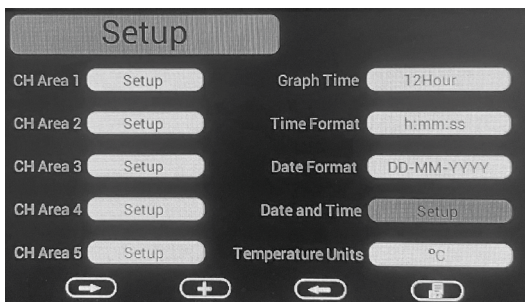 Setup
CH Area 1 Setup Graph Time 12Hour
CH Area 2 Setup Time Format h:mm:ss
CH Area 3 Setup Date Format DD-MM-YYYY
CH Area 4 Setup Date and Time Setup
CH Area 5 Setup Temperature Units °C